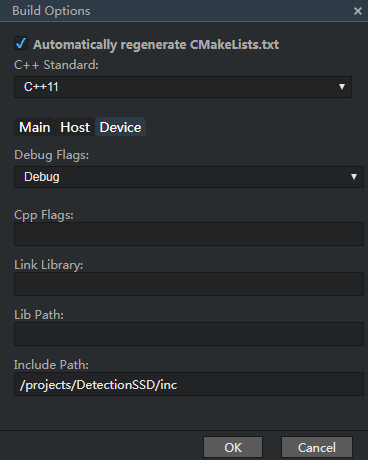 Build Options
Automatically regenerate CMakeLists.txt
C++ Standard:
C++11
Main Host Device
Debug Flags:
Debug
Cpp Flags:
Link Library:
Lib Path:
Include Path:
/projects/DetectionSSD/inc
OK Cancel